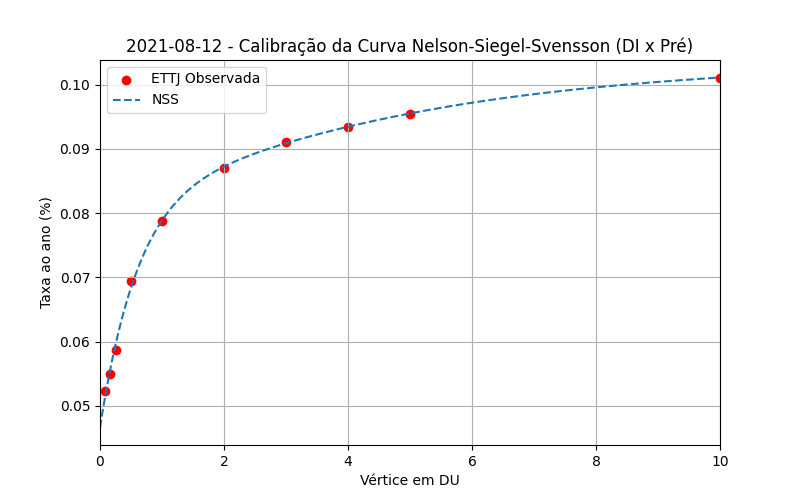 2021-08-12 - Calibração da Curva Nelson-Siegel-Svensson (DI x Pré)
ETTJ Observada
NSS
Taxa ao ano (%)
0.10
0.09
0.08
0.07
0.06
0.05
0 2 4 6 8 10
Vértice em DU